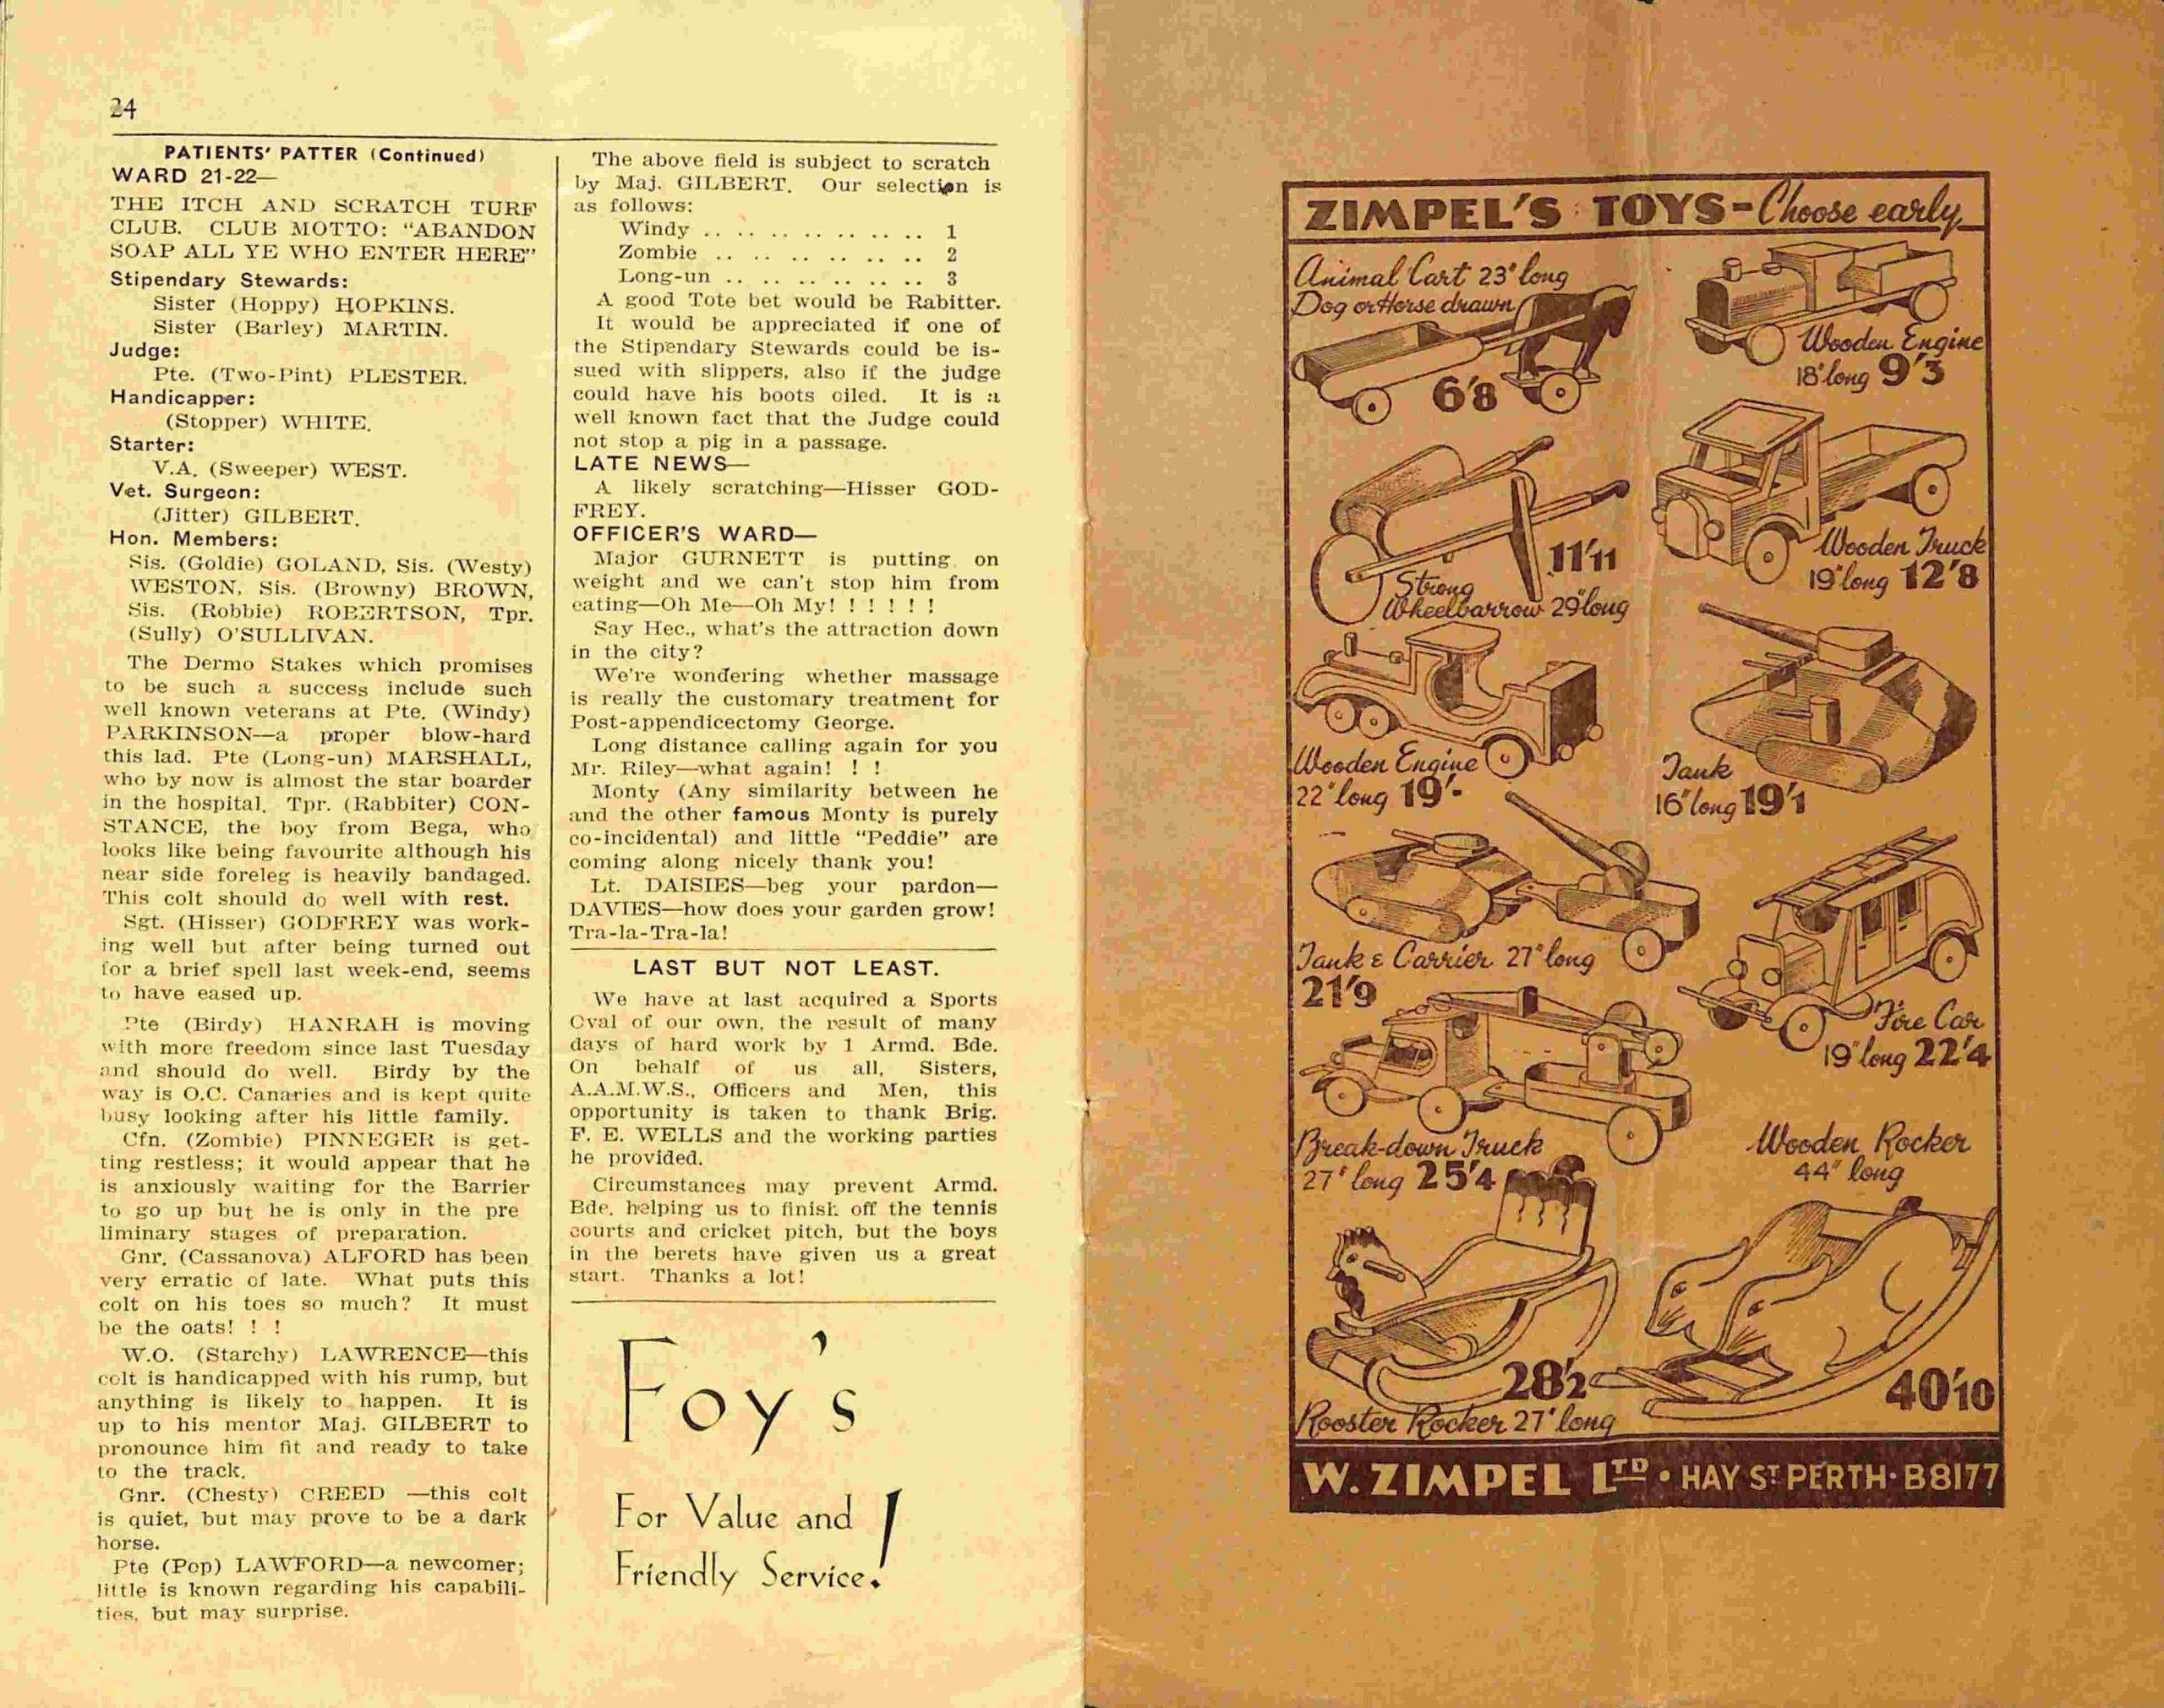 24
PATIENTS' PATTER (Continued)
WARD 21-22—
THE ITCH AND SCRATCH TURF
CLUB. CLUB MOTTO: "ABANDON
SOAP ALL YE WHO ENTER HERE"
Stipendary Stewards:
Sister (Hoppy) HOPKINS.
Sister (Barley) MARTIN.
Judge:
Pte. (Two-Pint) PLESTER.
Handicapper:
(Stopper) WHITE.
Starter:
V.A. (Sweeper) WEST.
Vet. Surgeon:
(Jitter) GILBERT.
Hon. Members:
Sis. (Goldie) GOLAND, Sis. (Westy)
WESTON, Sis. (Browny) BROWN,
Sis. (Robbie) ROBERTSON, Tpr.
(Sully) O'SULLIVAN.
The Dermo Stakes which promises
to be such a success include such
well known veterans at Pte. (Windy)
PARKINSON—a proper blow-hard
this lad. Pte (Long-un) MARSHALL,
who by now is almost the star boarder
in the hospital. Tpr. (Rabbiter) CON-
STANCE, the boy from Bega, who
looks like being favourite although his
near side foreleg is heavily bandaged.
This colt should do well with rest.
Sgt. (Hisser) GODFREY was work-
ing well but after being turned out
for a brief spell last week-end, seems
to have eased up.
Pte (Birdy) HANRAH is moving
with more freedom since last Tuesday
and should do well. Birdy by the
way is O.C. Canaries and is kept quite
busy looking after his little family.
Cfn. (Zombie) PINNEGER is get-
ting restless; it would appear that he
is anxiously waiting for the Barrier
to go up but he is only in the pre
liminary stages of preparation.
Gnr. (Cassanova) ALFORD has been
very erratic of late. What puts this
colt on his toes so much? It must
be the oats! ! !
W.O. (Starchy) LAWRENCE—this
colt is handicapped with his rump, but
anything is likely to happen. It is
up to his mentor Maj. GILBERT to
pronounce him fit and ready to take
to the track.
Gnr. (Chesty) CREED —this colt
is quiet, but may prove to be a dark
horse.
Pte (Pop) LAWFORD—a newcomer;
little is known regarding his capabili-
ties, but may surprise.
The above field is subject to scratch
by Maj. GILBERT. Our selection is
as follows:
Windy .. .. .. .. .. .. .. 1
Zombie .. .. .. .. .. .. 2
Long-un .. .. .. .. .. .. 3
A good Tote bet would be Rabitter.
It would be appreciated if one of
the Stipendary Stewards could be is-
sued with slippers, also if the judge
could have his boots oiled. It is a
well known fact that the Judge could
not stop a pig in a passage.
LATE NEWS—
A likely scratching—Hisser GOD-
FREY.
OFFICER'S WARD—
Major GURNETT is putting on
weight and we can't stop him from
eating—Oh Me—Oh My! ! ! ! ! !
Say Hec., what's the attraction down
in the city?
We're wondering whether massage
is really the customary treatment for
Post-appendicectomy George.
Long distance calling again for you
Mr. Riley—what again! ! !
Monty (Any similarity between he
and the other famous Monty is purely
co-incidental) and little "Peddie" are
coming along nicely thank you!
Lt. DAISIES—beg your pardon—
DAVIES—how does your garden grow!
Tra-la-Tra-la!
LAST BUT NOT LEAST.
We have at last acquired a Sports
Oval of our own, the result of many
days of hard work by 1 Armd. Bde.
On behalf of us all, Sisters,
A.A.M.W.S., Officers and Men, this
opportunity is taken to thank Brig.
F. E. WELLS and the working parties
he provided.
Circumstances may prevent Armd.
Bde. helping us to finish off the tennis
courts and cricket pitch, but the boys
in the berets have given us a great
start. Thanks a lot!
Foy's
For Value and
Friendly Service!
ZIMPEL'S TOYS-Choose early
Animal Cart 23" long
Dog or Horse drawn
6'8
Wooden Engine
18" long 9'3
11'11
Strong
Wheelbarrow 29" long
Wooden Truck
19" long 12'8
Wooden Engine
22" long 19'-
Tank
16" long 19'1
Tank & Carrier 27" long
21'9
Fire Car
19" long 22'4
Break-down Truck
27" long 25'4
Wooden Rocker
44" long
28'2
40'10
Rooster Rocker 27" long
W. ZIMPEL LTD • HAY ST PERTH • B8177